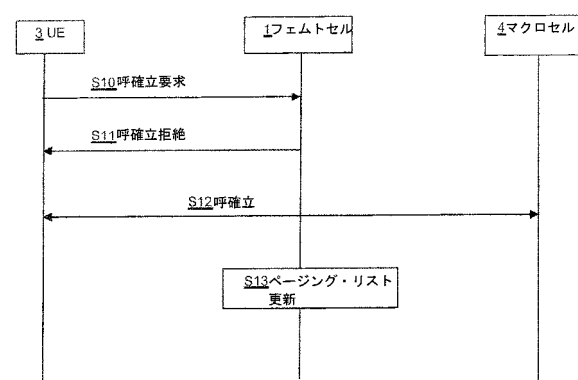 3 UE
1フェムトセル
4マクロセル
S10呼確立要求
S11呼確立拒絶
S12呼確立
S13ページング・リスト
更新